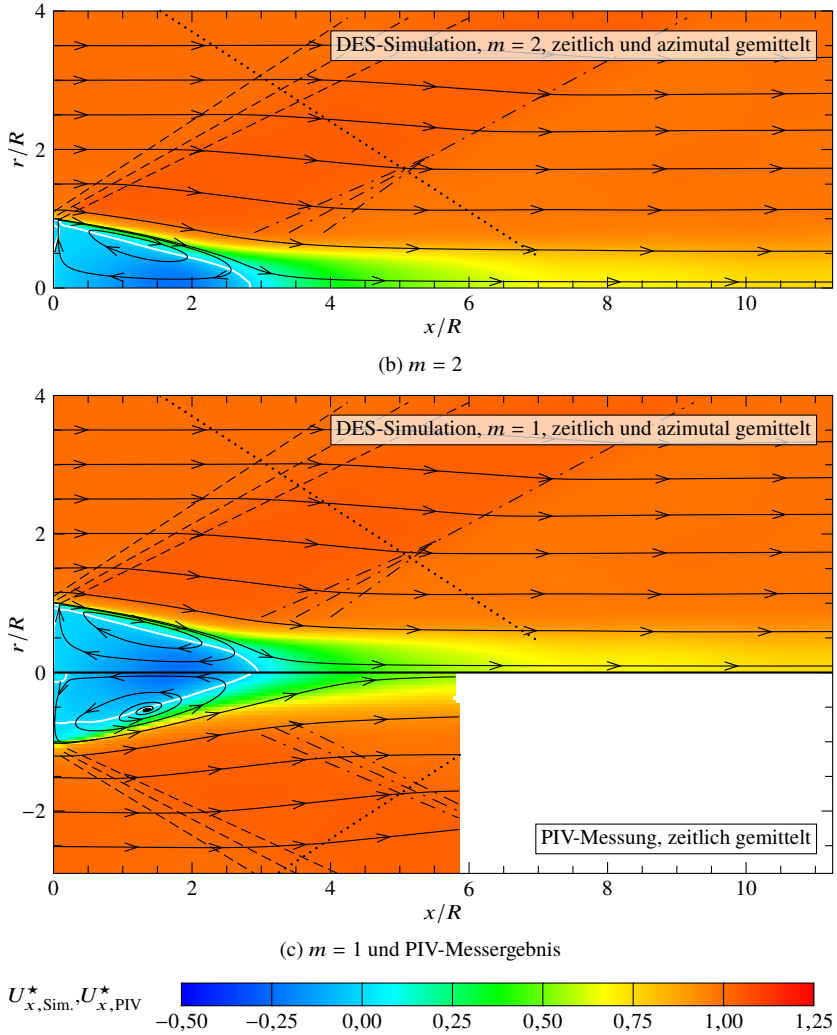 4
DES-Simulation, m = 2, zeitlich und azimutal gemittelt
r/R
2
0
0 2 4 6 8 10
x/R
(b) m = 2
4
DES-Simulation, m = 1, zeitlich und azimutal gemittelt
2
r/R
0
−2
PIV-Messung, zeitlich gemittelt
0 2 4 6 8 10
x/R
(c) m = 1 und PIV-Messergebnis
U★x,Sim., U★x,PIV
−0,50 −0,25 0,00 0,25 0,50 0,75 1,00 1,25